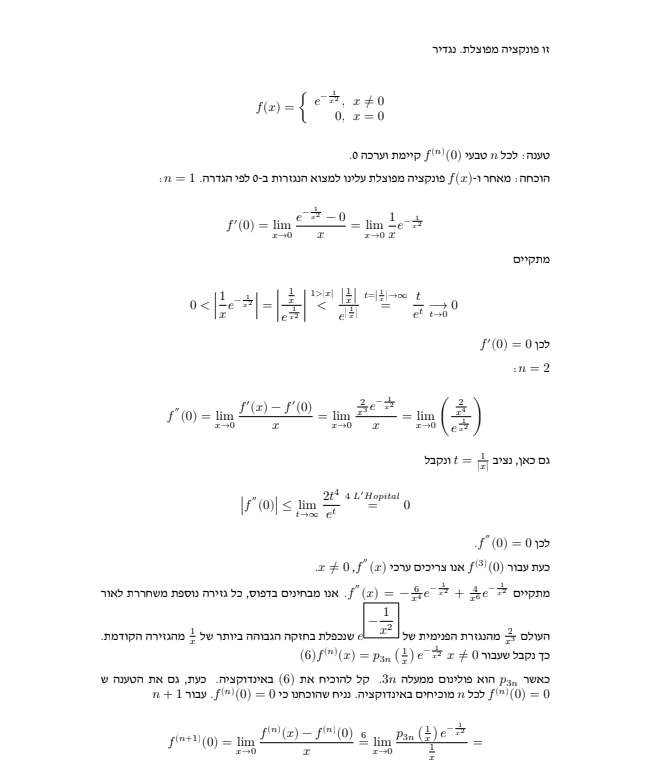 זו פונקציה מפוצלת. נגדיר
$f(x) = \left\{ \begin{array}{r} e^{-\frac{1}{x^2}}, \ x \neq 0 \\ 0, \ x = 0 \end{array} \right.$
טענה: לכל $n$ טבעי $f^{(n)}(0)$ קיימת וערכה 0.
הוכחה: מאחר ו-$f(x)$ פונקציה מפוצלת עלינו למצוא הנגזרות ב-0 לפי הגדרה. $n = 1$:
$f'(0) = \lim_{x \to 0} \frac{e^{-\frac{1}{x^2}} - 0}{x} = \lim_{x \to 0} \frac{1}{x} e^{-\frac{1}{x^2}}$
מתקיים
$0 < \left| \frac{1}{x} e^{-\frac{1}{x^2}} \right| = \left| \frac{\frac{1}{x}}{e^{\frac{1}{x^2}}} \right| \overset{1>|x|}{<} \frac{\left|\frac{1}{x}\right|}{e^{\left|\frac{1}{x}\right|}} \overset{t=|\frac{1}{x}| \to \infty}{=} \frac{t}{e^t} \underset{t \to 0}{\longrightarrow} 0$
לכן $f'(0) = 0$
$n = 2$:
$f''(0) = \lim_{x \to 0} \frac{f'(x) - f'(0)}{x} = \lim_{x \to 0} \frac{\frac{2}{x^3} e^{-\frac{1}{x^2}}}{x} = \lim_{x \to 0} \left( \frac{\frac{2}{x^4}}{e^{\frac{1}{x^2}}} \right)$
גם כאן, נציב $t = \frac{1}{|x|}$ ונקבל
$\left| f''(0) \right| \leq \lim_{t \to \infty} \frac{2t^4}{e^t} \overset{4\ L'Hopital}{=} 0$
לכן $f''(0) = 0$.
כעת עבור $f^{(3)}(0)$ אנו צריכים ערכי $f''(x)$, $x \neq 0$.
מתקיים $f''(x) = -\frac{6}{x^4} e^{-\frac{1}{x^2}} + \frac{4}{x^6} e^{-\frac{1}{x^2}}$. אנו מבחינים בדפוס, כל גזירה נוספת משחררת לאור
העולם $\frac{2}{x^3}$ מהנגזרת הפנימית של $e^{\boxed{-\frac{1}{x^2}}}$ שנכפלת בחזקה הגבוהה ביותר של $\frac{1}{x}$ מהגזירה הקודמת.
כך נקבל שעבור $x \neq 0$ $f^{(n)}(x) = p_{3n}\left(\frac{1}{x}\right) e^{-\frac{1}{x^2}}$ (6)
כאשר $p_{3n}$ הוא פולינום ממעלה $3n$. קל להוכיח את (6) באינדוקציה. כעת, גם את הטענה ש
$f^{(n)}(0) = 0$ לכל $n$ מוכיחים באינדוקציה. נניח שהוכחנו כי $f^{(n)}(0) = 0$. עבור $n + 1$
$f^{(n+1)}(0) = \lim_{x \to 0} \frac{f^{(n)}(x) - f^{(n)}(0)}{x} \overset{6}{=} \lim_{x \to 0} \frac{p_{3n}\left(\frac{1}{x}\right) e^{-\frac{1}{x^2}}}{\frac{1}{x}} =$